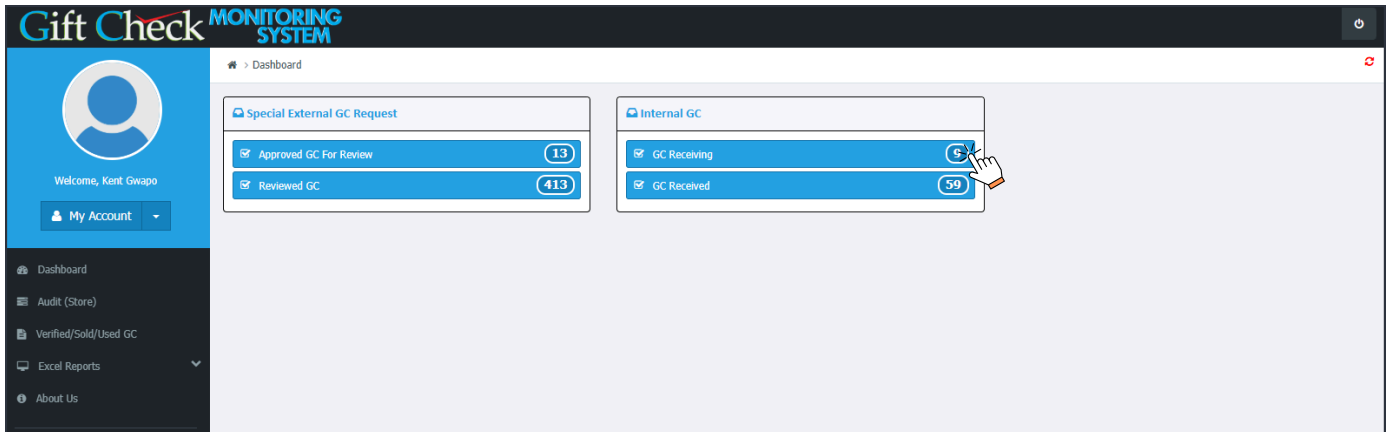 Gift Check MONITORING SYSTEM
> Dashboard
Welcome, Kent Gwapo
My Account
Dashboard
Audit (Store)
Verified/Sold/Used GC
Excel Reports
About Us
Special External GC Request
Approved GC For Review 13
Reviewed GC 413
Internal GC
GC Receiving 9
GC Received 59